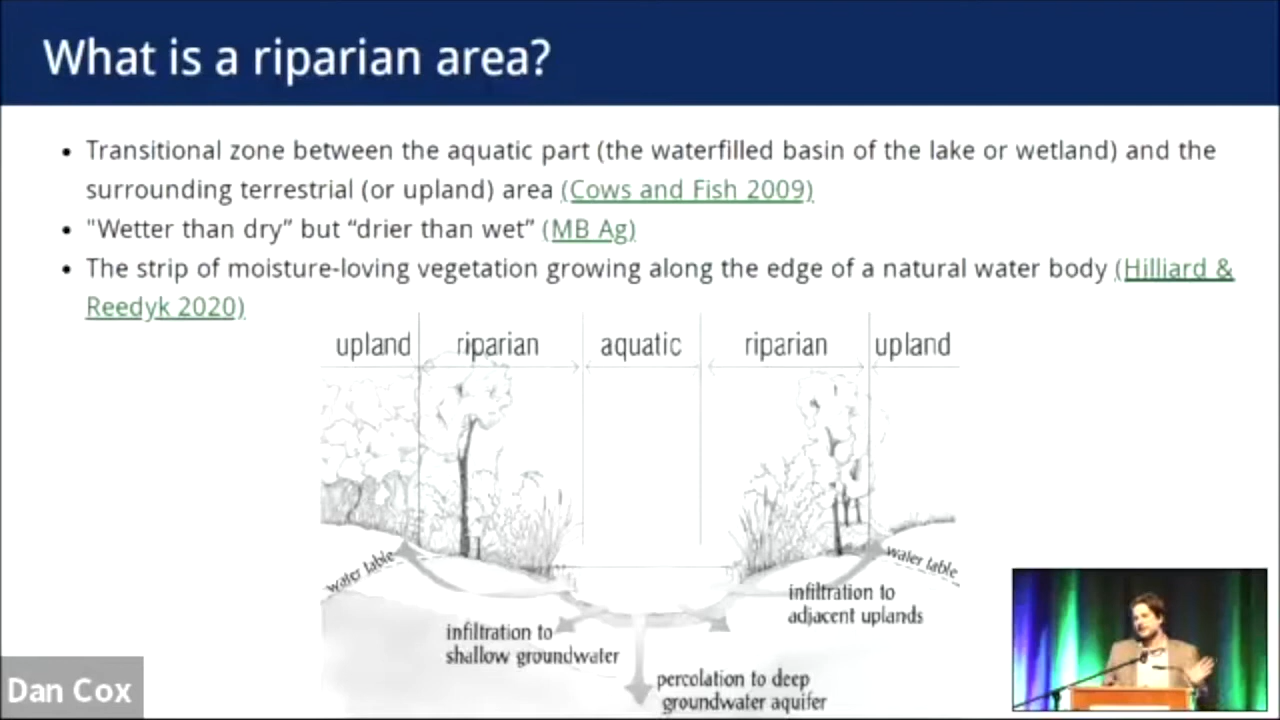 What is a riparian area?
• Transitional zone between the aquatic part (the waterfilled basin of the lake or wetland) and the
surrounding terrestrial (or upland) area (Cows and Fish 2009)
• "Wetter than dry” but “drier than wet” (MB Ag)
• The strip of moisture-loving vegetation growing along the edge of a natural water body (Hilliard &
Reedyk 2020)
upland riparian aquatic riparian upland
water table
water table
infiltration to
adjacent uplands
infiltration to
shallow groundwater
percolation to deep
groundwater aquifer
Dan Cox